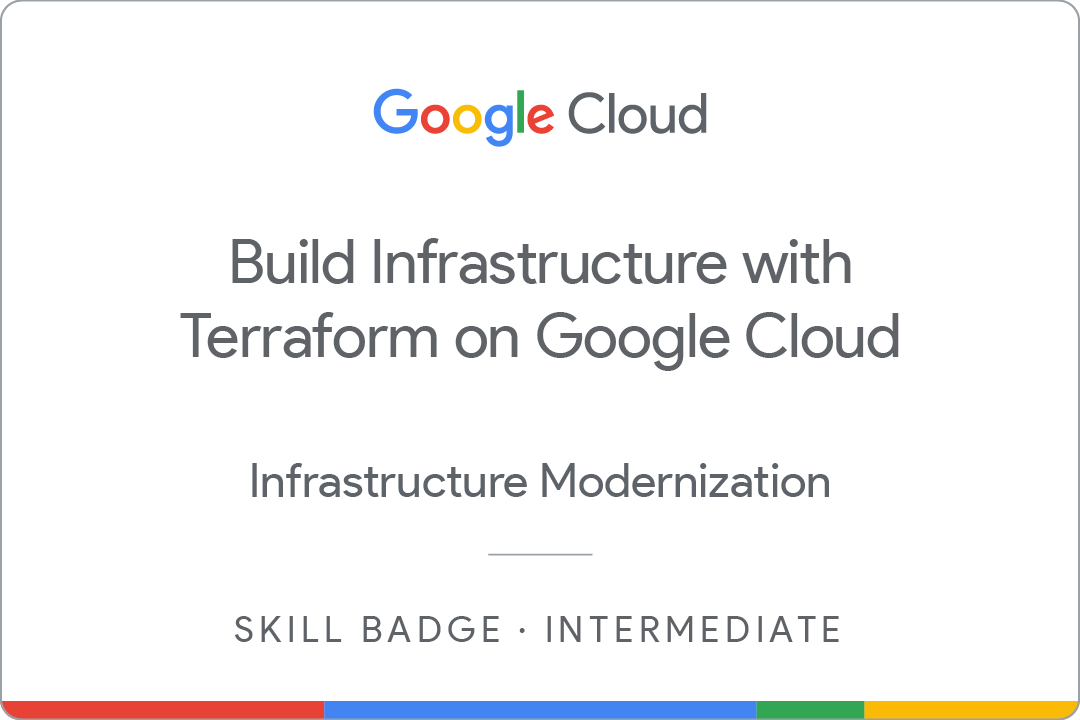 Google Cloud
Build Infrastructure with
Terraform on Google Cloud
Infrastructure Modernization
SKILL BADGE · INTERMEDIATE